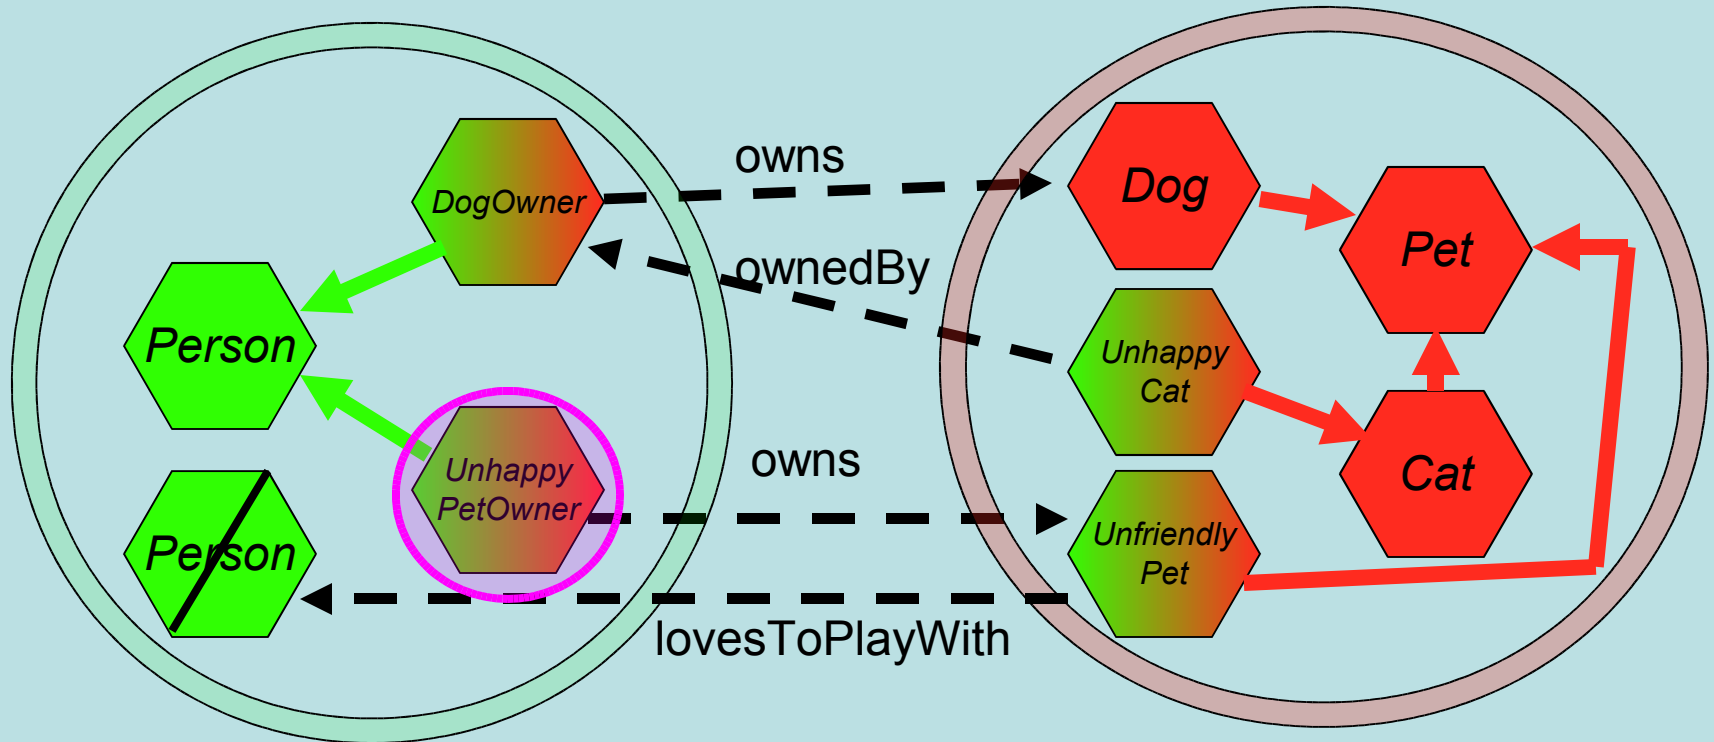 owns
Dog
DogOwner
Pet
ownedBy
Person
Unhappy
Cat
Unhappy
PetOwner
owns
Cat
Person
Unfriendly
Pet
lovesToPlayWith